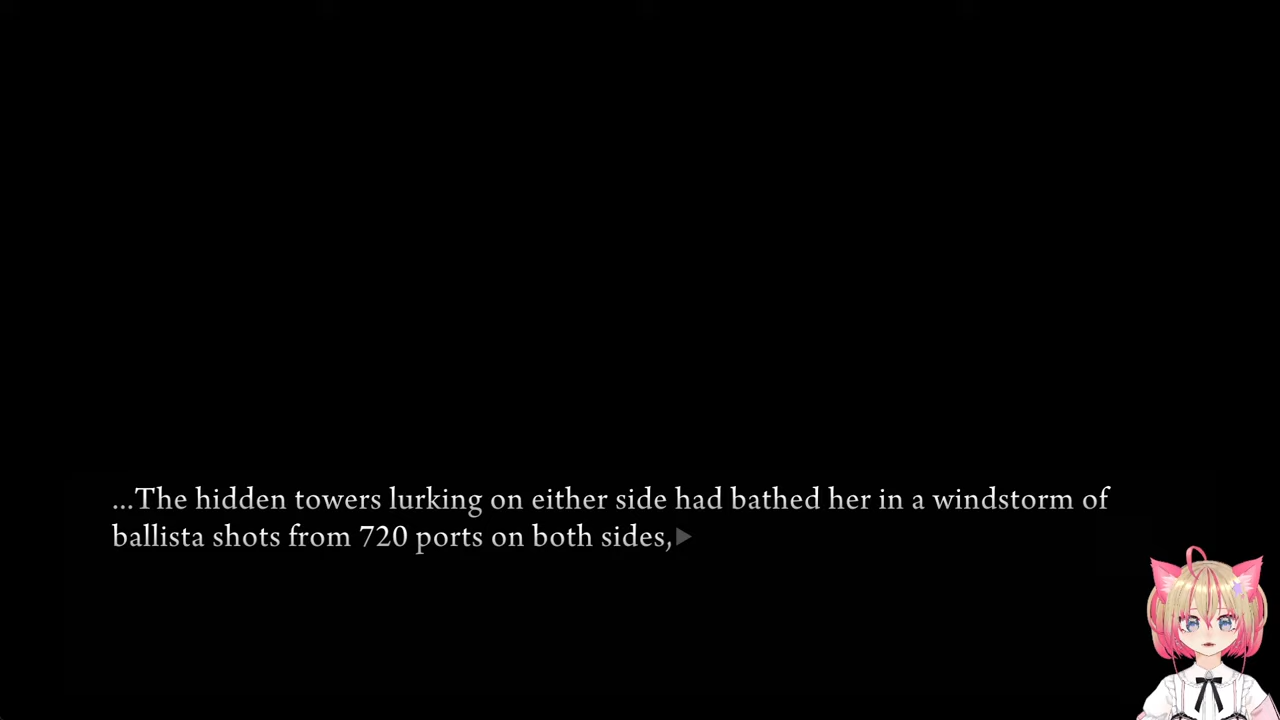 ...The hidden towers lurking on either side had bathed her in a windstorm of
ballista shots from 720 ports on both sides,